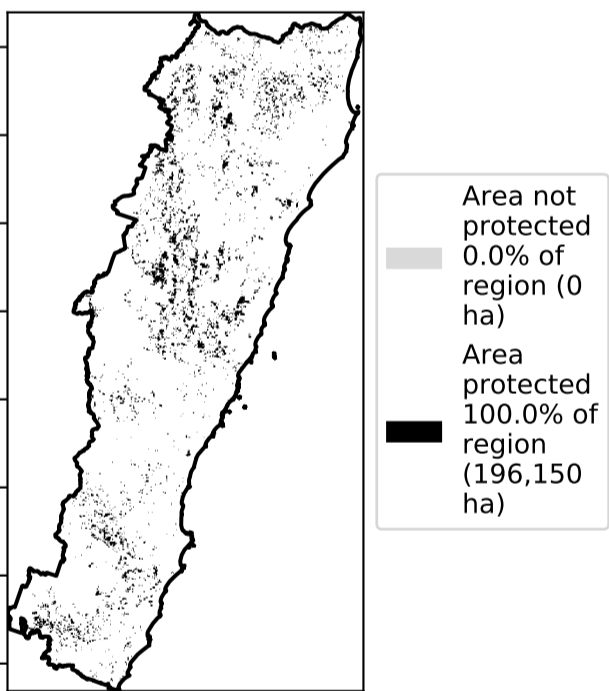 Area not
protected
0.0% of
region (0
ha)
Area
protected
100.0% of
region
(196,150
ha)